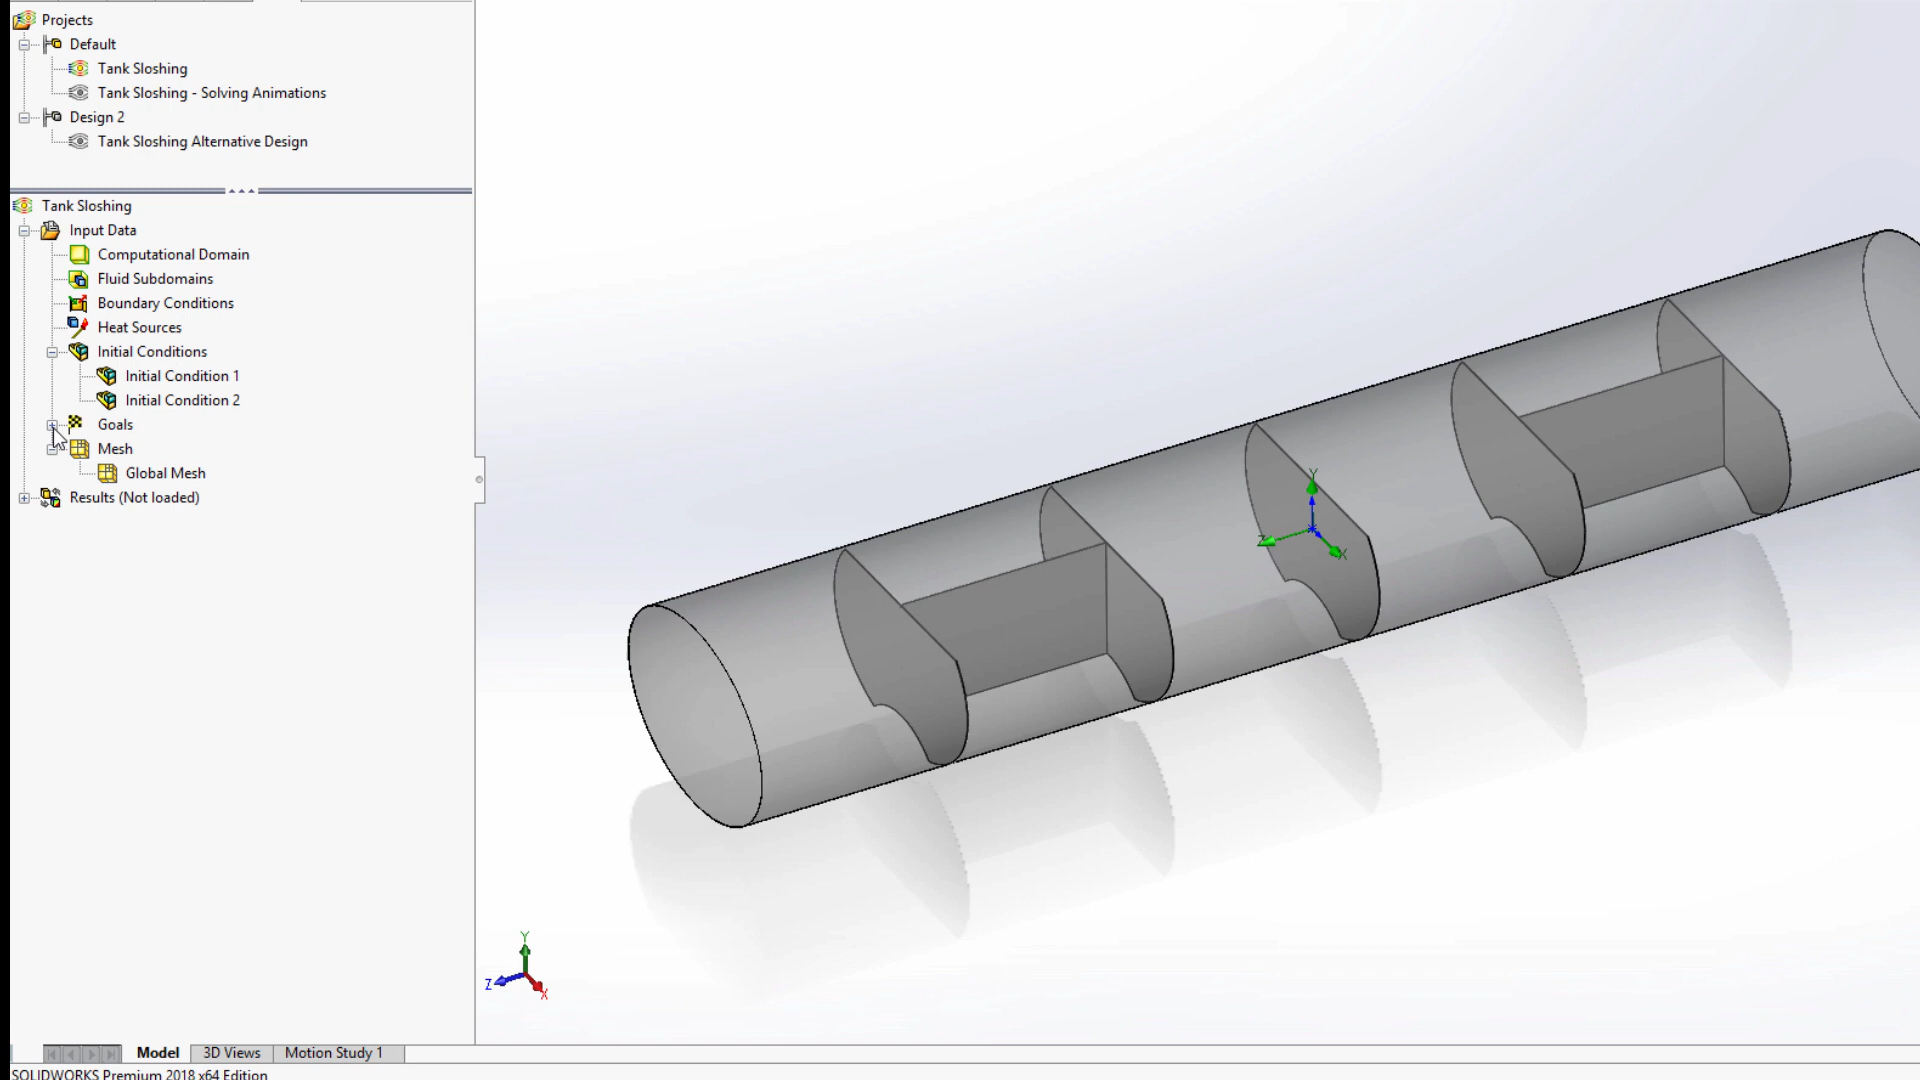 Projects
Default
Tank Sloshing
Tank Sloshing - Solving Animations
Design 2
Tank Sloshing Alternative Design
Tank Sloshing
Input Data
Computational Domain
Fluid Subdomains
Boundary Conditions
Heat Sources
Initial Conditions
Initial Condition 1
Initial Condition 2
Goals
Mesh
Global Mesh
Results (Not loaded)
Y
Z
X
Y
Z
X
Model
3D Views
Motion Study 1
SOLIDWORKS Premium 2018 x64 Edition